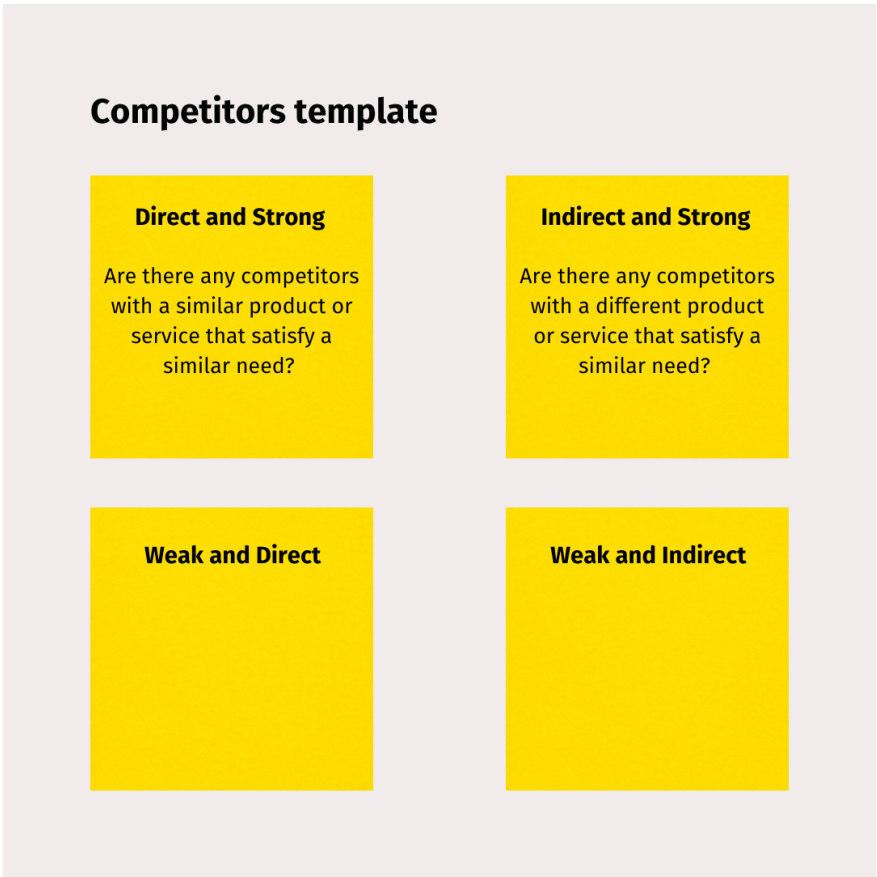 Competitors template
Direct and Strong
Are there any competitors
with a similar product or
service that satisfy a
similar need?
Indirect and Strong
Are there any competitors
with a different product
or service that satisfy a
similar need?
Weak and Direct
Weak and Indirect